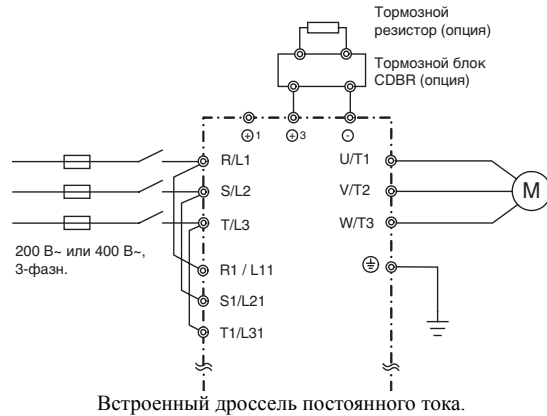 Тормозной
резистор (опция)
Тормозной блок
CDBR (опция)
⊕1
⊕3
⊖
R/L1
U/T1
S/L2
V/T2
M
T/L3
W/T3
200 В~ или 400 В~,
3-фазн.
R1 / L11
S1/L21
T1/L31
Встроенный дроссель постоянного тока.